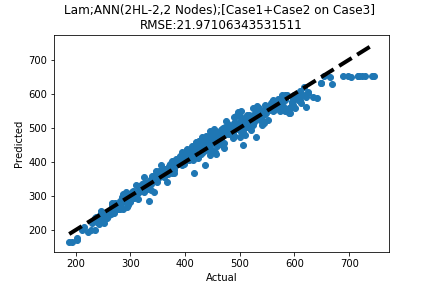 Lam;ANN(2HL-2,2 Nodes);[Case1+Case2 on Case3]
RMSE:21.97106343531511
700
600
500
400
300
200
Predicted
200 300 400 500 600 700
Actual